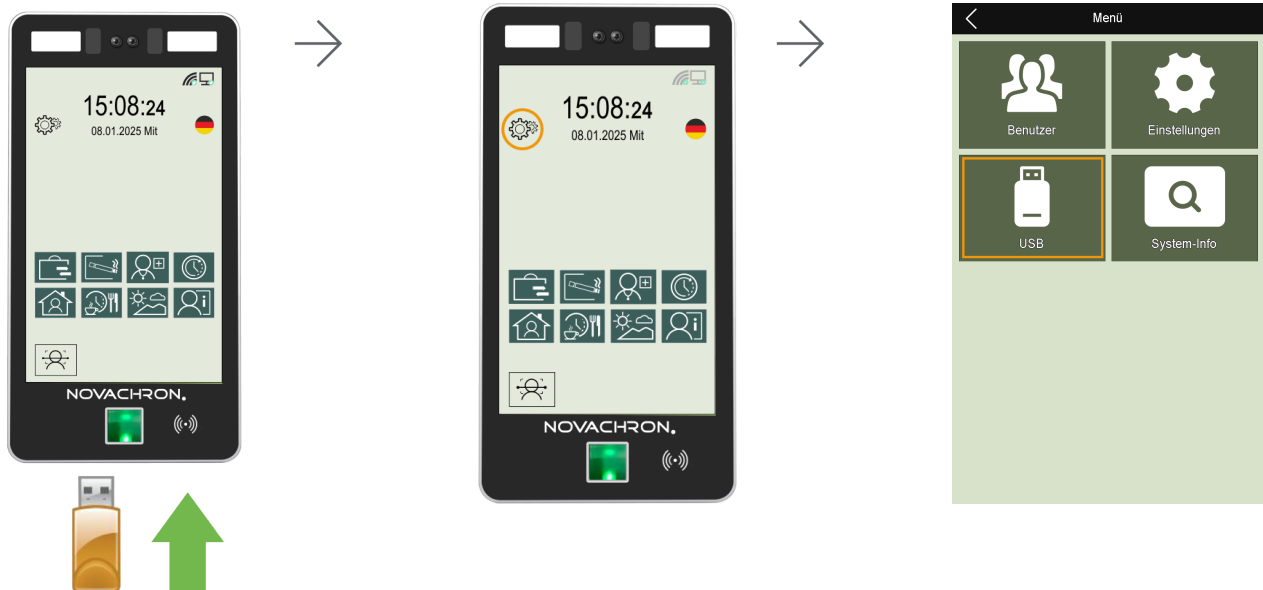 15:08:24
08.01.2025 Mit
NOVACHRON.
15:08:24
08.01.2025 Mit
NOVACHRON.
Menü
Benutzer
Einstellungen
USB
System-Info